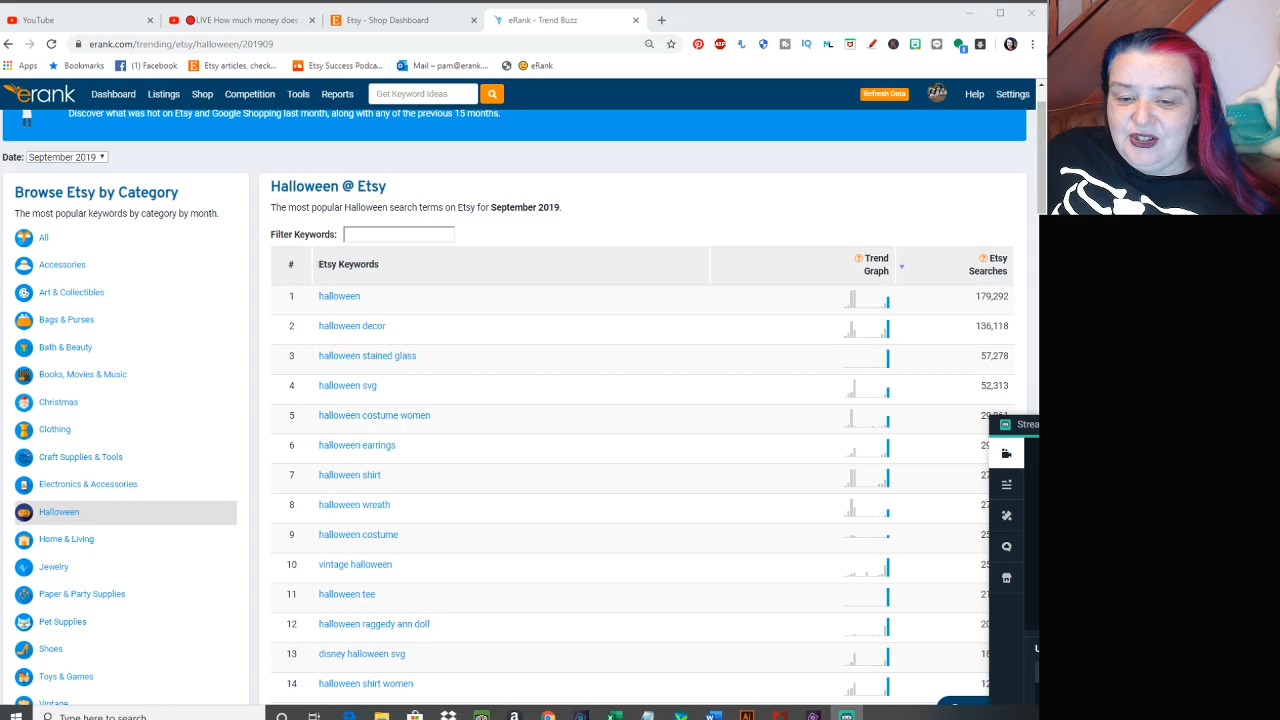 YouTube
LIVE How much money does
Etsy - Shop Dashboard
eRank - Trend Buzz
erank.com/trending/etsy/halloween/201909
Apps
Bookmarks
(1) Facebook
Etsy articles, check...
Etsy Success Podca...
Mail – pam@erank....
eRank
erank
Dashboard
Listings
Shop
Competition
Tools
Reports
Get Keyword Ideas
Refresh Data
Help
Settings
Discover what was hot on Etsy and Google Shopping last month, along with any of the previous 15 months.
Date: September 2019
Browse Etsy by Category
The most popular keywords by category by month.
All
Accessories
Art & Collectibles
Bags & Purses
Bath & Beauty
Books, Movies & Music
Christmas
Clothing
Craft Supplies & Tools
Electronics & Accessories
Halloween
Home & Living
Jewelry
Paper & Party Supplies
Pet Supplies
Shoes
Toys & Games
Vintage
Halloween @ Etsy
The most popular Halloween search terms on Etsy for September 2019.
Filter Keywords:
# Etsy Keywords Trend Graph Etsy Searches
1 halloween 179,292
2 halloween decor 136,118
3 halloween stained glass 57,278
4 halloween svg 52,313
5 halloween costume women
6 halloween earrings
7 halloween shirt
8 halloween wreath
9 halloween costume
10 vintage halloween
11 halloween tee
12 halloween raggedy ann doll
13 disney halloween svg
14 halloween shirt women
Strea
Type here to search